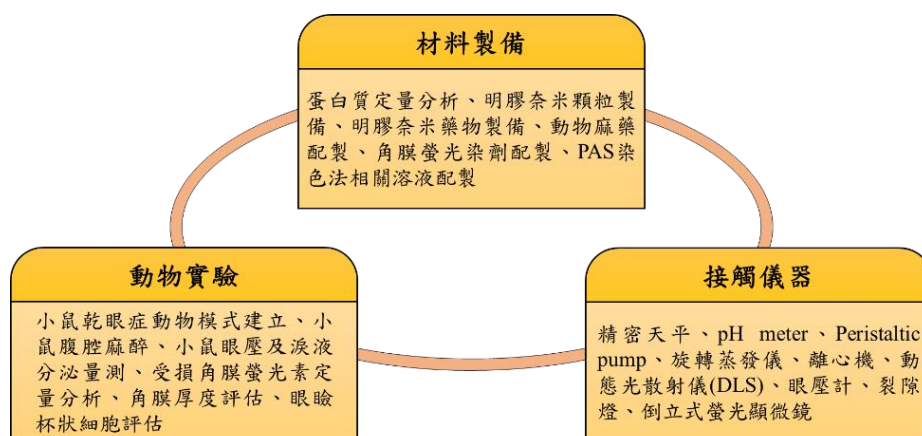 材料製備
蛋白質定量分析、明膠奈米顆粒製
備、明膠奈米藥物製備、動物麻藥
配製、角膜螢光染劑配製、PAS染
色法相關溶液配製
動物實驗
小鼠乾眼症動物模式建立、小
鼠腹腔麻醉、小鼠眼壓及淚液
分泌量測、受損角膜螢光素定
量分析、角膜厚度評估、眼瞼
杯狀細胞評估
接觸儀器
精密天平、pH meter、Peristaltic
pump、旋轉蒸發儀、離心機、動
態光散射儀(DLS)、眼壓計、裂隙
燈、倒立式螢光顯微鏡